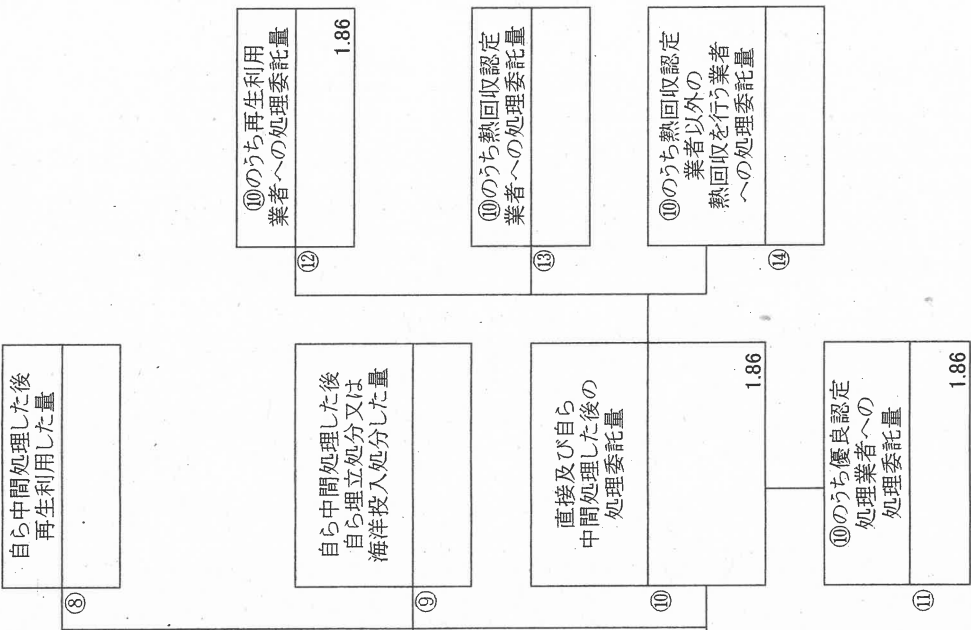 ⑧
自ら中間処理した後
再生利用した量
⑨
自ら中間処理した後
自ら埋立処分又は
海洋投入処分した量
⑩
直接及び自ら
中間処理した後の
処理委託量
1.86
⑪
⑩のうち優良認定
処理業者への
処理委託量
1.86
⑫
⑩のうち再生利用
業者への処理委託量
1.86
⑬
⑩のうち熱回収認定
業者への処理委託量
⑭
⑩のうち熱回収認定
業者以外の
熱回収を行う業者
への処理委託量